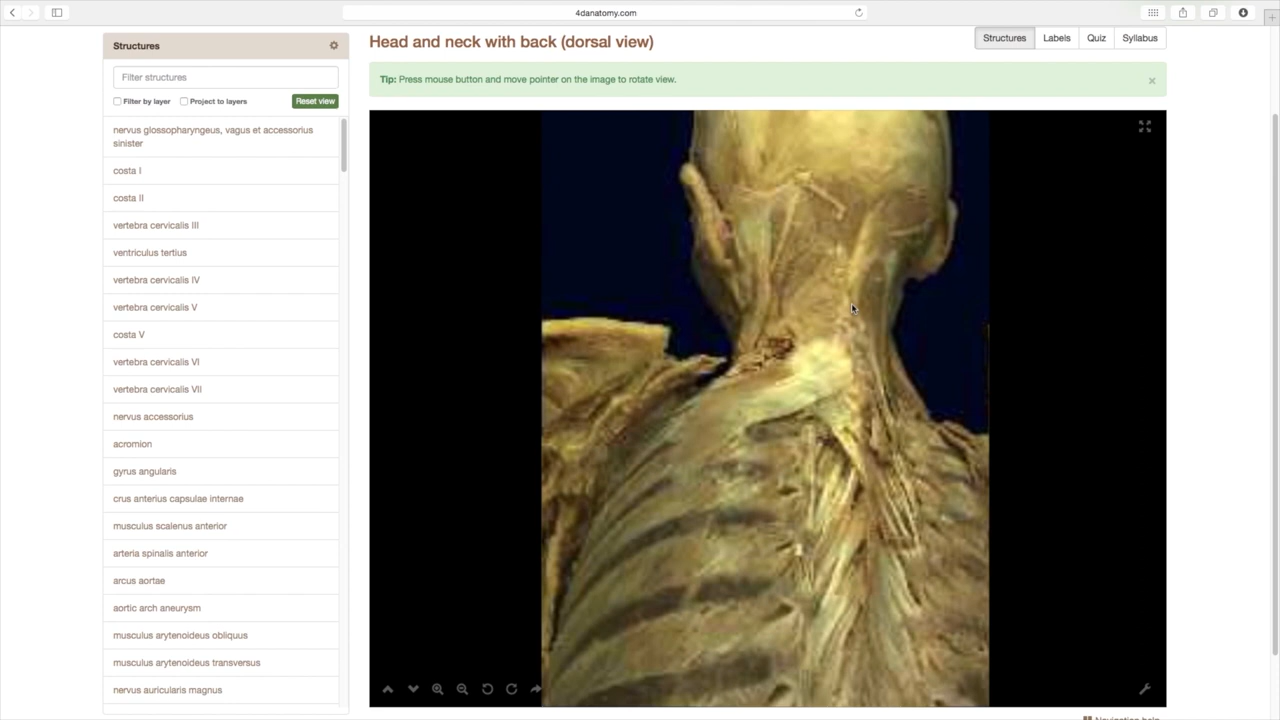 4danatomy.com
Structures
Filter structures
Filter by layer
Project to layers
Reset view
nervus glossopharyngeus, vagus et accessorius
sinister
costa I
costa II
vertebra cervicalis III
ventriculus tertius
vertebra cervicalis IV
vertebra cervicalis V
costa V
vertebra cervicalis VI
vertebra cervicalis VII
nervus accessorius
acromion
gyrus angularis
crus anterius capsulae internae
musculus scalenus anterior
arteria spinalis anterior
arcus aortae
aortic arch aneurysm
musculus arytenoideus obliquus
musculus arytenoideus transversus
nervus auricularis magnus
Head and neck with back (dorsal view)
Structures
Labels
Quiz
Syllabus
Tip: Press mouse button and move pointer on the image to rotate view.